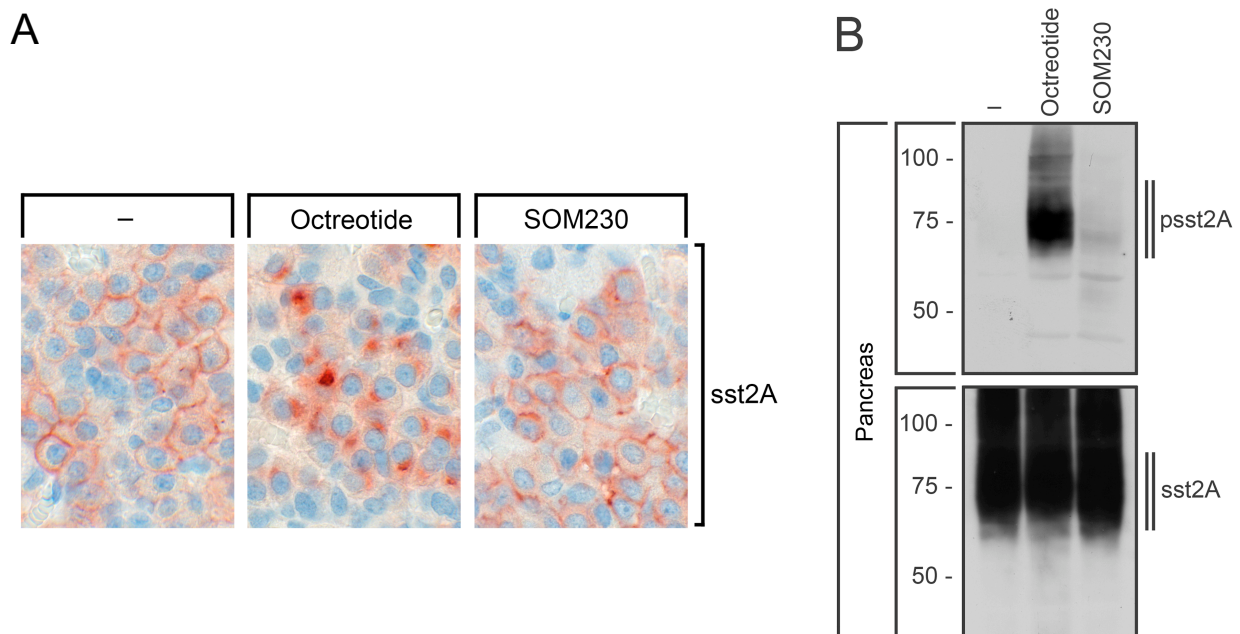 A
–
Octreotide
SOM230
sst2A
B
–
Octreotide
SOM230
Pancreas
100 -
75 -
50 -
psst2A
100 -
75 -
50 -
sst2A